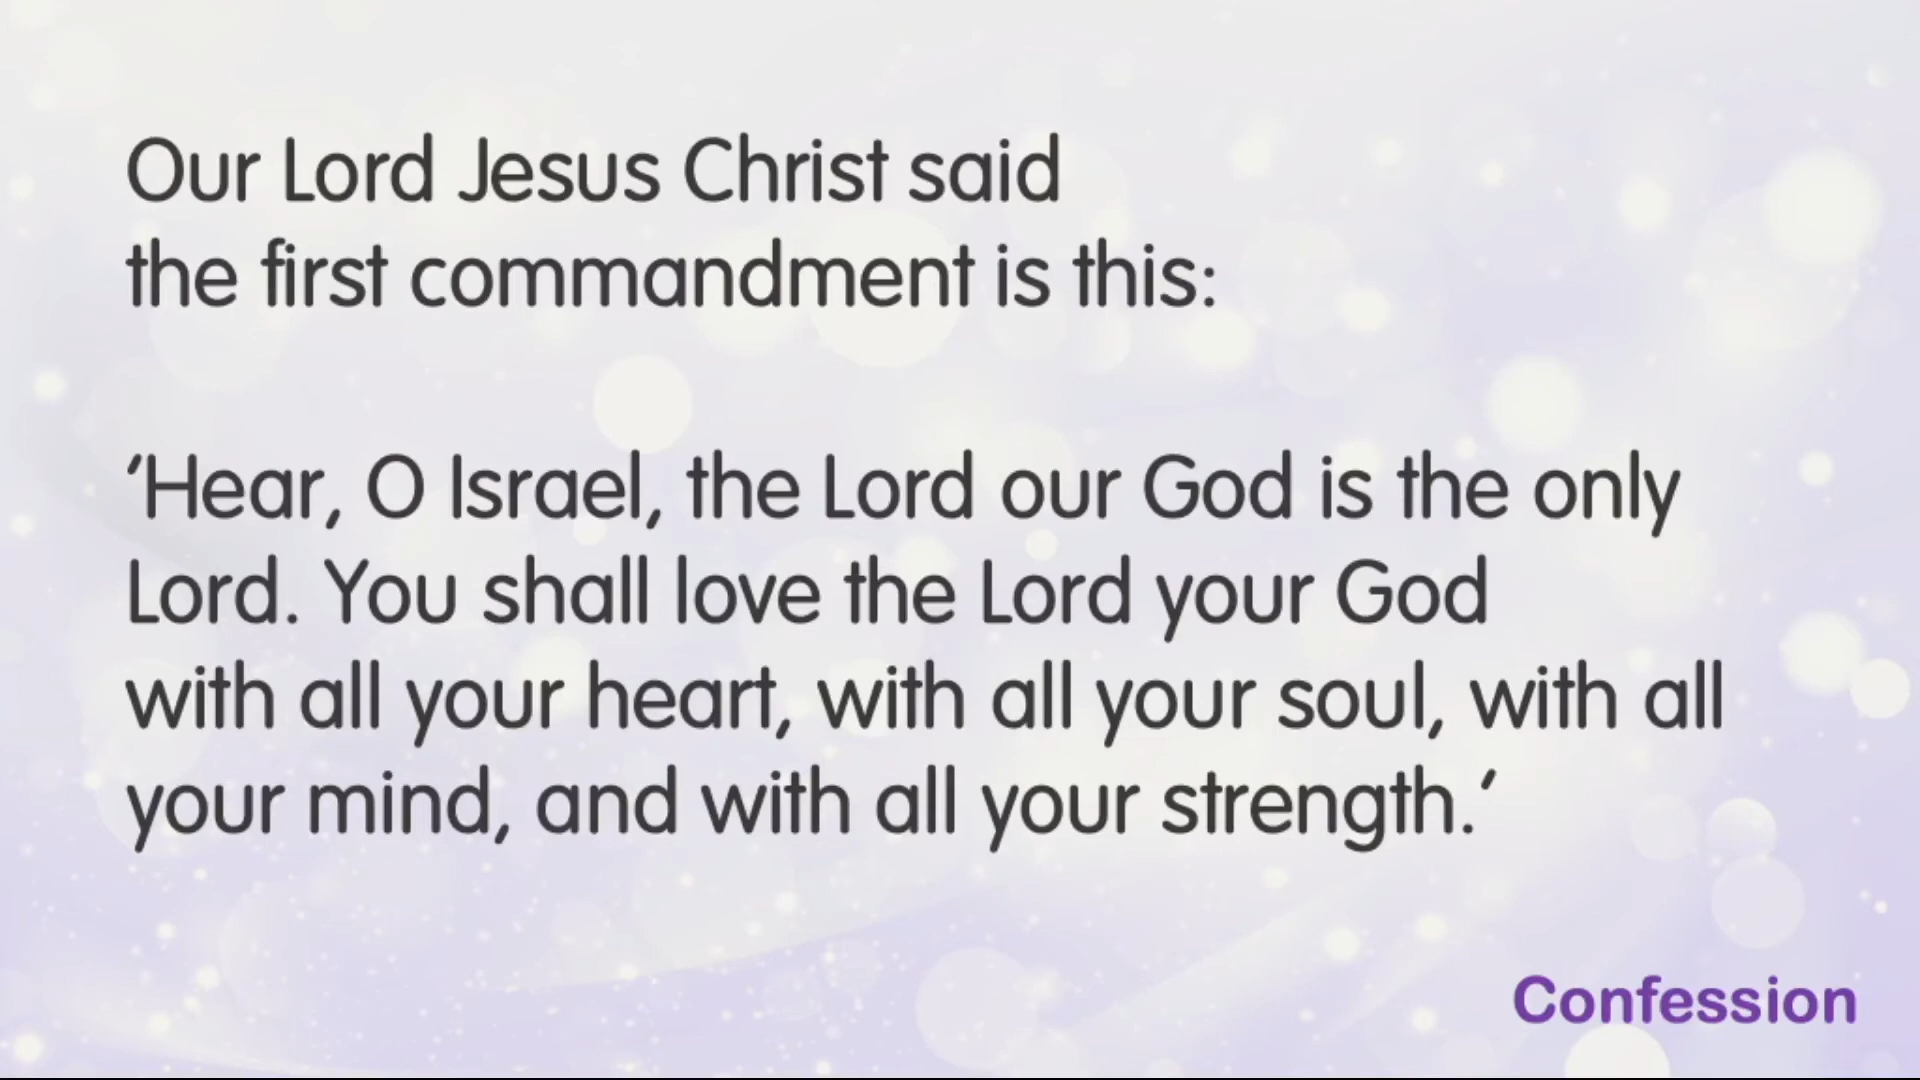 Our Lord Jesus Christ said
the first commandment is this:
‘Hear, O Israel, the Lord our God is the only
Lord. You shall love the Lord your God
with all your heart, with all your soul, with all
your mind, and with all your strength.’
Confession